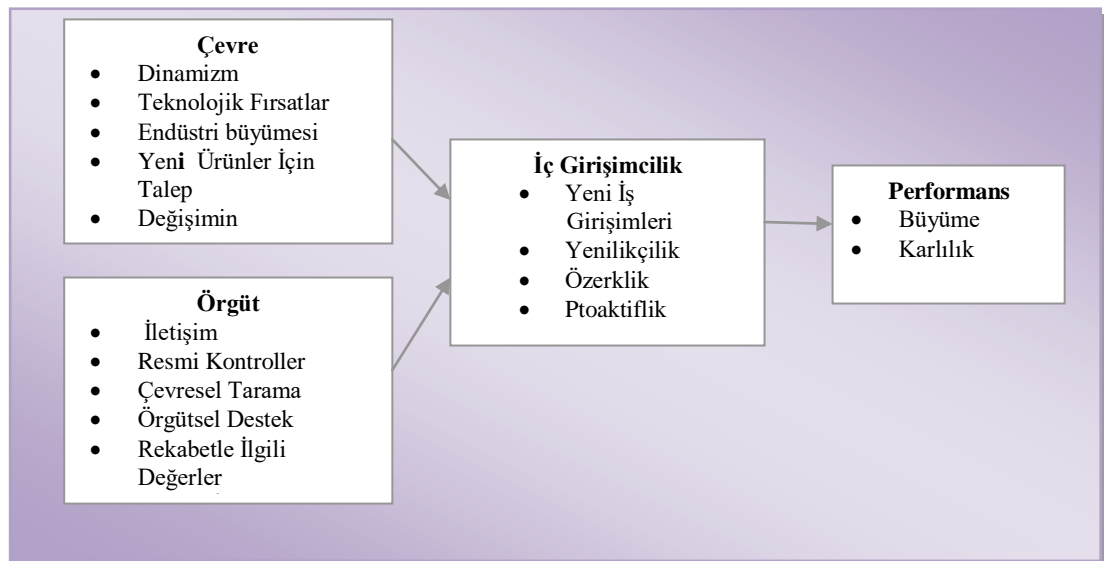 Çevre
• Dinamizm
• Teknolojik Fırsatlar
• Endüstri büyümesi
• Yeni Ürünler İçin
Talep
• Değişimin
Örgüt
• İletişim
• Resmi Kontroller
• Çevresel Tarama
• Örgütsel Destek
• Rekabetle İlgili
Değerler
İç Girişimcilik
• Yeni İş
Girişimleri
• Yenilikçilik
• Özerklik
• Ptoaktiflik
Performans
• Büyüme
• Karlılık